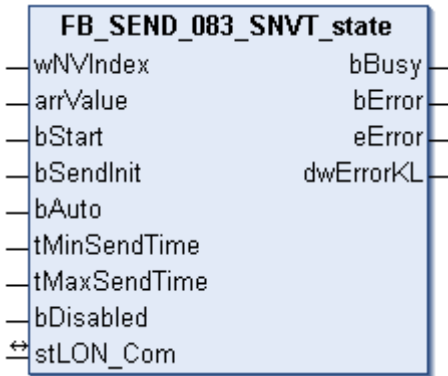 FB_SEND_083_SNVT_state
wNVIndex bBusy
arrValue bError
bStart eError
bSendInit dwErrorKL
bAuto
tMinSendTime
tMaxSendTime
bDisabled
stLON_Com